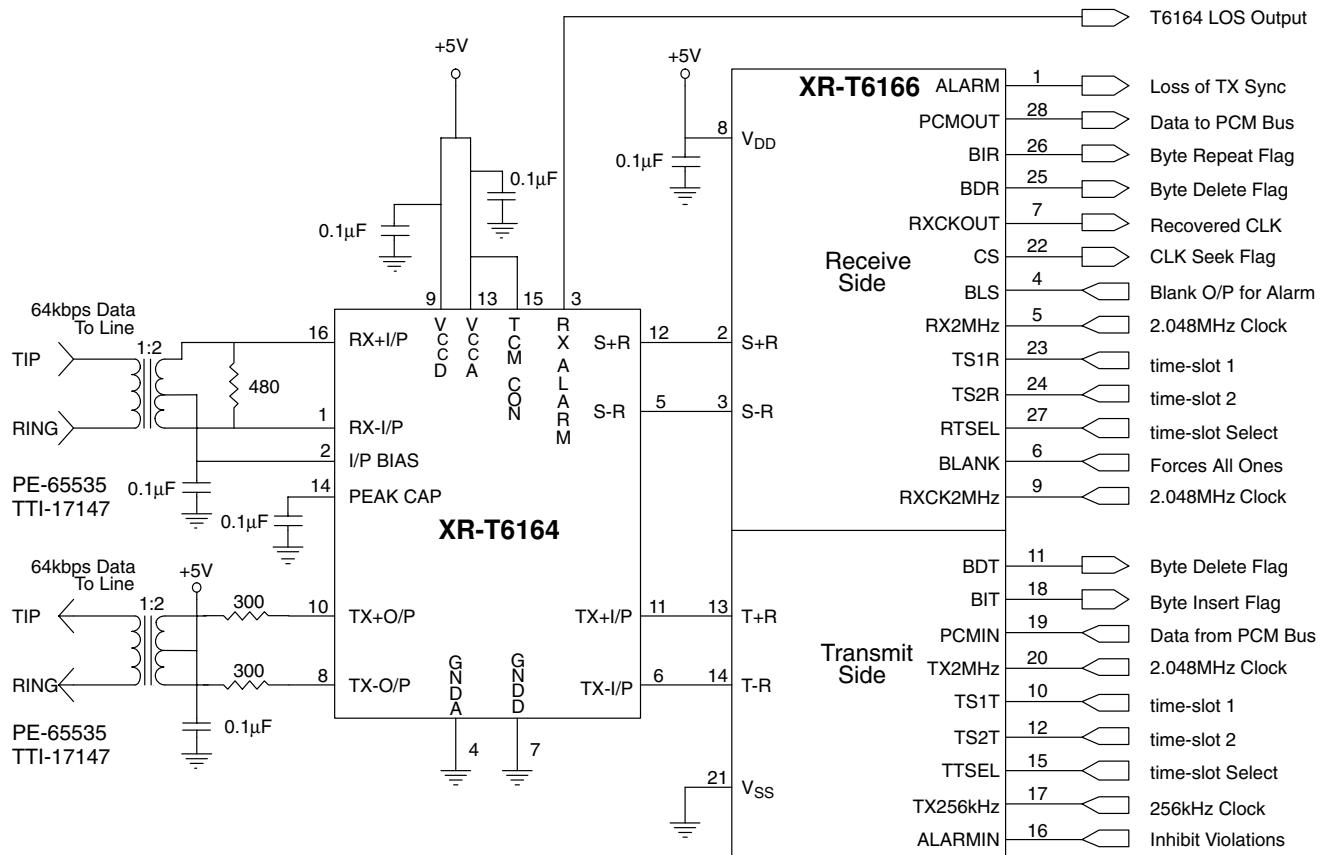 T6164 LOS Output
+5V
+5V
XR-T6166
ALARM 1 Loss of TX Sync
PCMOUT 28 Data to PCM Bus
8 VDD
BIR 26 Byte Repeat Flag
0.1µF
BDR 25 Byte Delete Flag
0.1µF
0.1µF
RXCKOUT 7 Recovered CLK
Receive
Side
CS 22 CLK Seek Flag
BLS 4 Blank O/P for Alarm
RX2MHz 5 2.048MHz Clock
TS1R 23 time-slot 1
TS2R 24 time-slot 2
RTSEL 27 time-slot Select
BLANK 6 Forces All Ones
RXCK2MHz 9 2.048MHz Clock
64kbps Data
To Line
9 13 15 3
VCCD
VCCA
TCM CON
RX ALARM
TIP
1:2
16 RX+I/P
S+R 12 2 S+R
480
S-R 5 3 S-R
RING
1 RX-I/P
2 I/P BIAS
PE-65535
TTI-17147
0.1µF
14 PEAK CAP
0.1µF
XR-T6164
64kbps Data
To Line
+5V
1:2
TIP
300
10 TX+O/P
TX+I/P 11 13 T+R
300
RING
8 TX-O/P
GNDA
GNDD
TX-I/P 6 14 T-R
PE-65535
TTI-17147
0.1µF
4
7
Transmit
Side
21 VSS
BDT 11 Byte Delete Flag
BIT 18 Byte Insert Flag
PCMIN 19 Data from PCM Bus
TX2MHz 20 2.048MHz Clock
TS1T 10 time-slot 1
TS2T 12 time-slot 2
TTSEL 15 time-slot Select
TX256kHz 17 256kHz Clock
ALARMIN 16 Inhibit Violations